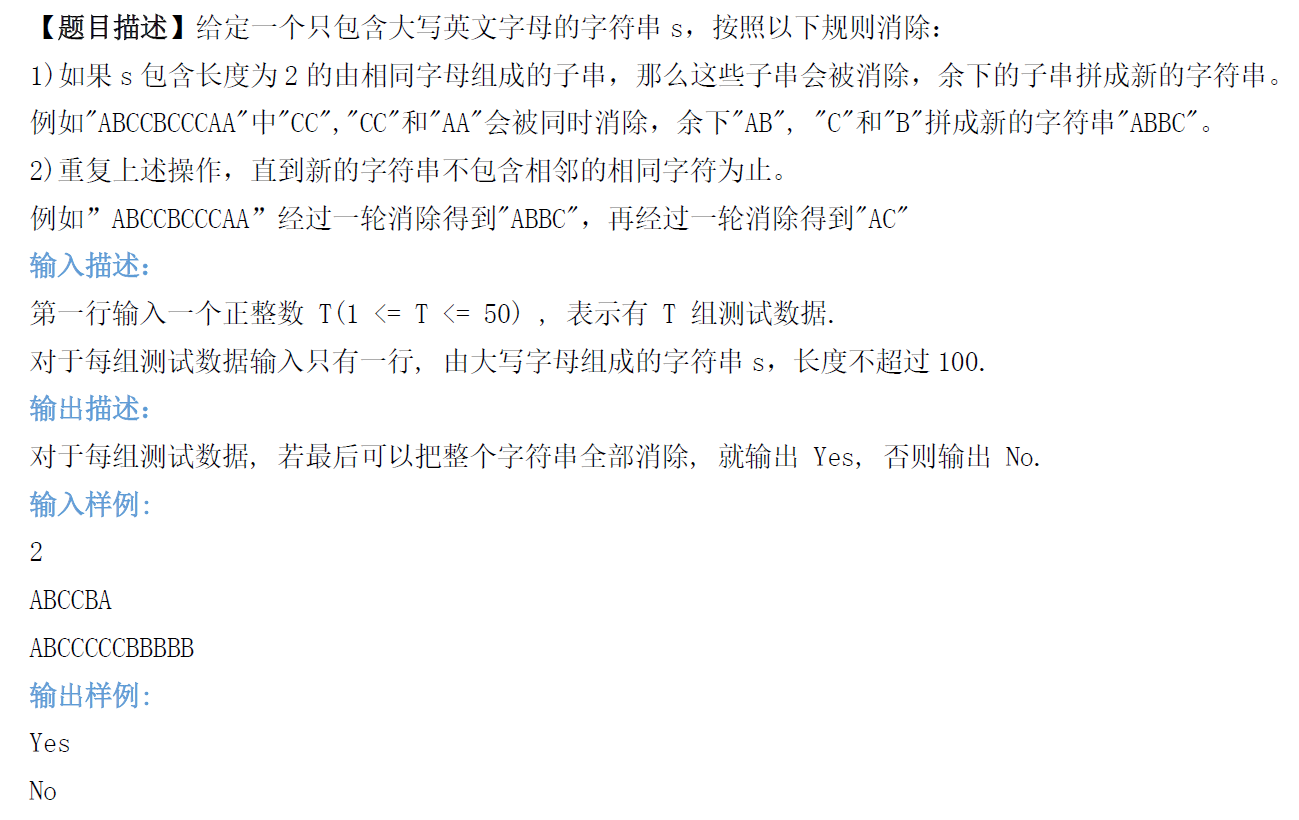 【题目描述】给定一个只包含大写英文字母的字符串 s，按照以下规则消除：
1)如果 s 包含长度为 2 的由相同字母组成的子串，那么这些子串会被消除，余下的子串拼成新的字符串。
例如"ABCCBCCCAA"中"CC","CC"和"AA"会被同时消除，余下"AB", "C"和"B"拼成新的字符串"ABBC"。
2)重复上述操作，直到新的字符串不包含相邻的相同字符为止。
例如”ABCCBCCCAA”经过一轮消除得到"ABBC"，再经过一轮消除得到"AC"
输入描述：
第一行输入一个正整数 T(1 <= T <= 50) , 表示有 T 组测试数据.
对于每组测试数据输入只有一行, 由大写字母组成的字符串 s，长度不超过 100.
输出描述：
对于每组测试数据, 若最后可以把整个字符串全部消除, 就输出 Yes, 否则输出 No.
输入样例:
2
ABCCBA
ABCCCCCBBBBB
输出样例:
Yes
No